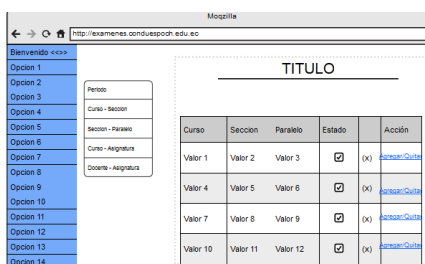 Moqzilla
http://examenes.conduespoch.edu.ec
Bienvenido <<>>
Opcion 1
Opcion 2
Opcion 3
Opcion 4
Opcion 5
Opcion 6
Opcion 7
Opcion 8
Opcion 9
Opcion 10
Opcion 11
Opcion 12
Opcion 13
Opcion 14
Periodo
Curso - Seccion
Seccion - Paralelo
Curso - Asignatura
Docente - Asignatura
TITULO
Curso Seccion Paralelo Estado Acción
Valor 1 Valor 2 Valor 3 (x) Agregar/Quitar
Valor 4 Valor 5 Valor 6 (x) Agregar/Quitar
Valor 7 Valor 8 Valor 9 (x) Agregar/Quitar
Valor 10 Valor 11 Valor 12 (x) Agregar/Quitar